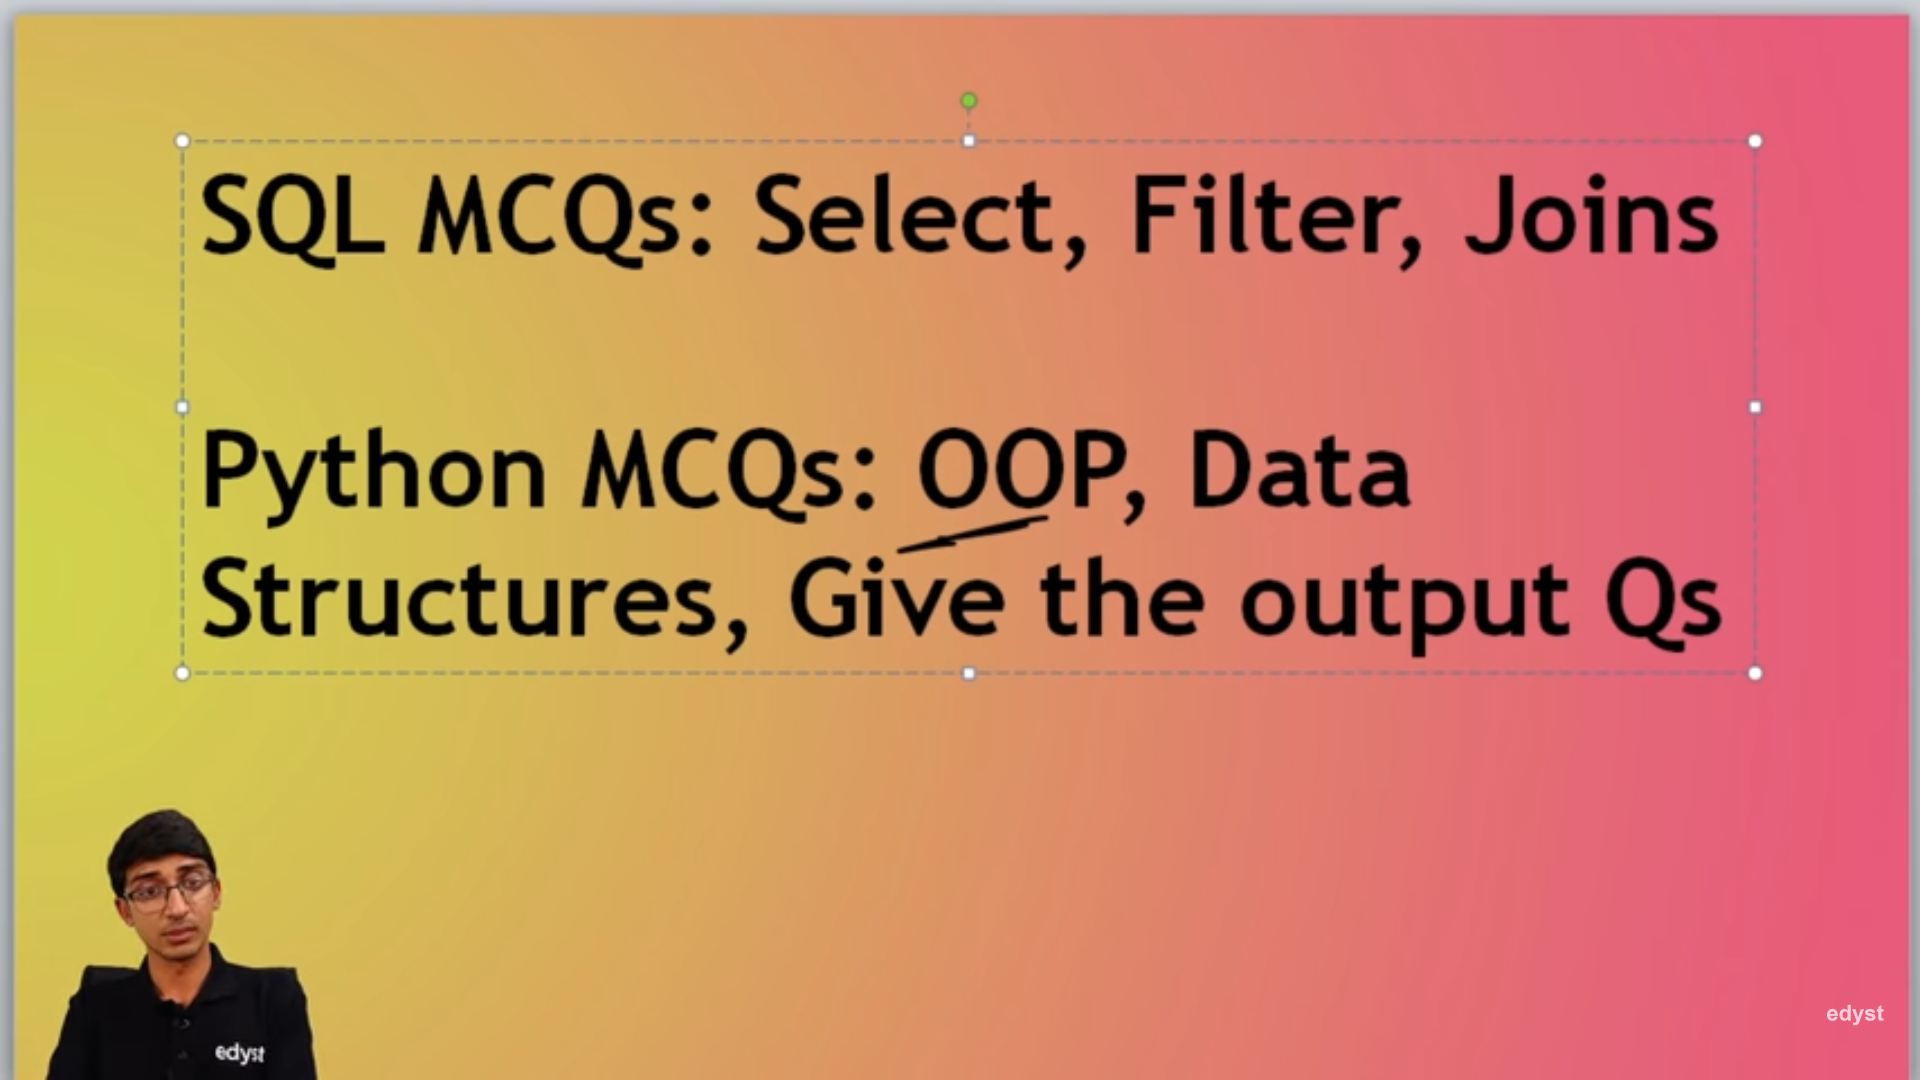 SQL MCQs: Select, Filter, Joins
Python MCQs: OOP, Data
Structures, Give the output Qs
edyst
edyst